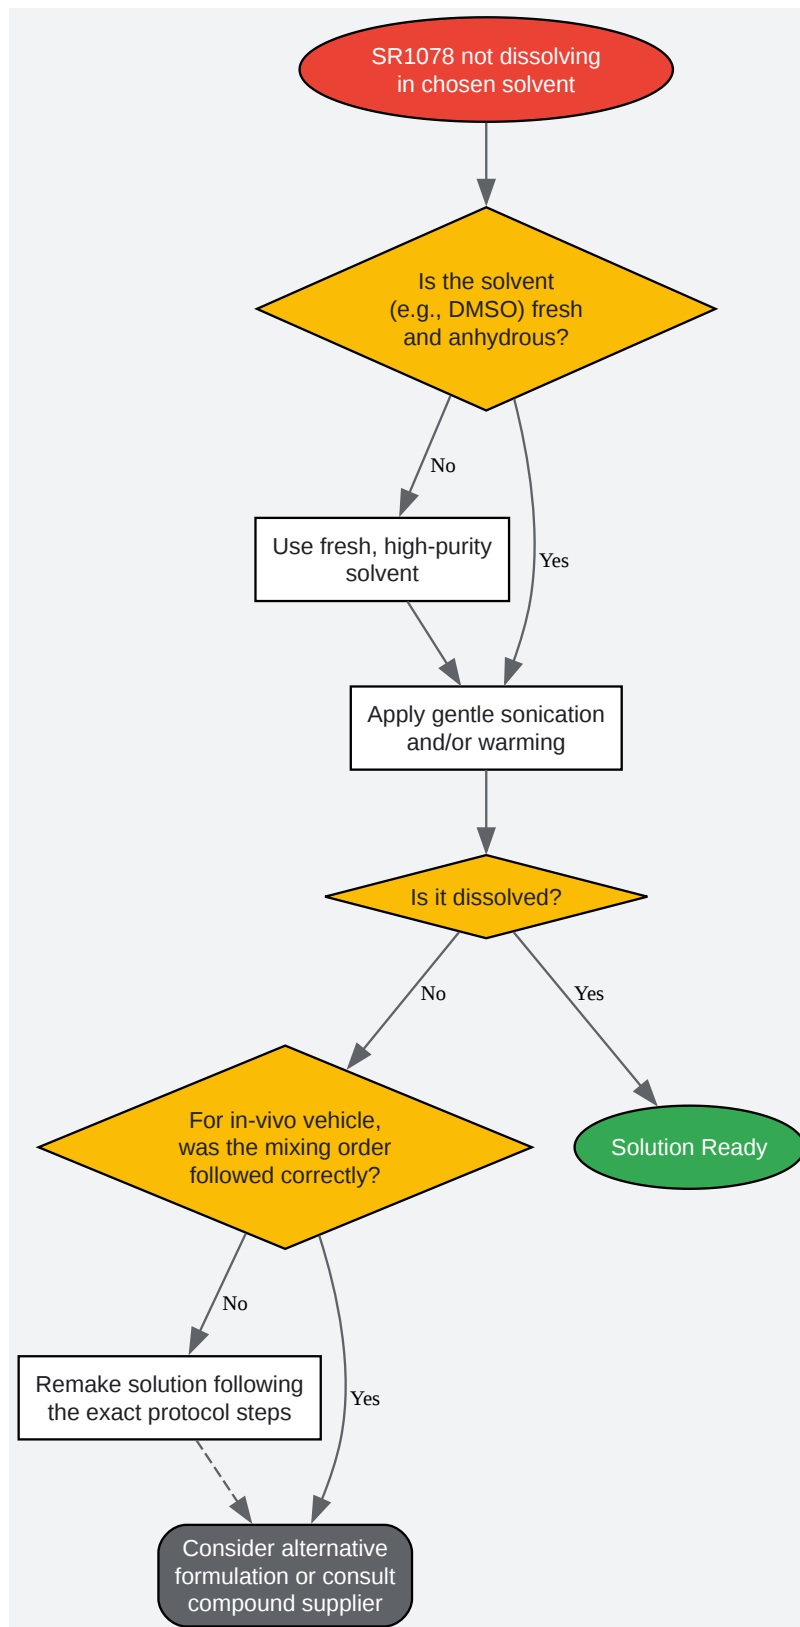 SR1078 not dissolving
in chosen solvent
Is the solvent
(e.g., DMSO) fresh
and anhydrous?
No
Use fresh, high-purity
solvent
Yes
Apply gentle sonication
and/or warming
Is it dissolved?
No
Yes
For in-vivo vehicle,
was the mixing order
followed correctly?
Solution Ready
No
Remake solution following
the exact protocol steps
Yes
Consider alternative
formulation or consult
compound supplier